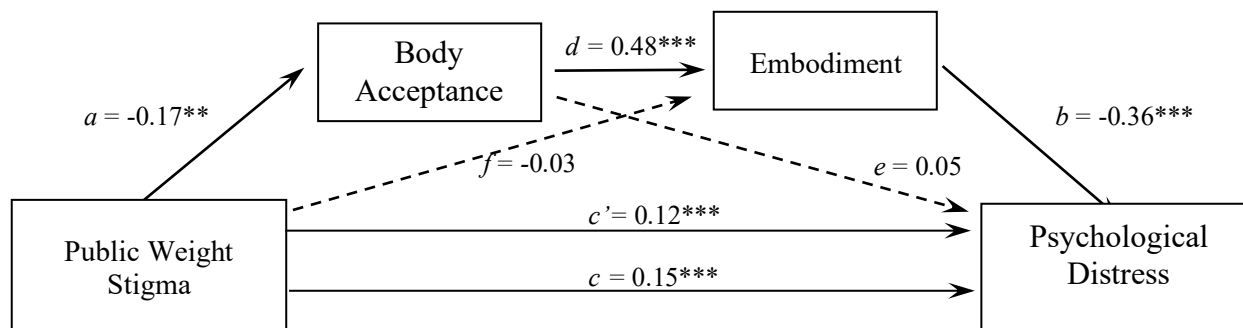 Body
Acceptance
d = 0.48***
Embodiment
a = -0.17**
b = -0.36***
f = -0.03
e = 0.05
Public Weight
Stigma
c’= 0.12***
c = 0.15***
Psychological
Distress